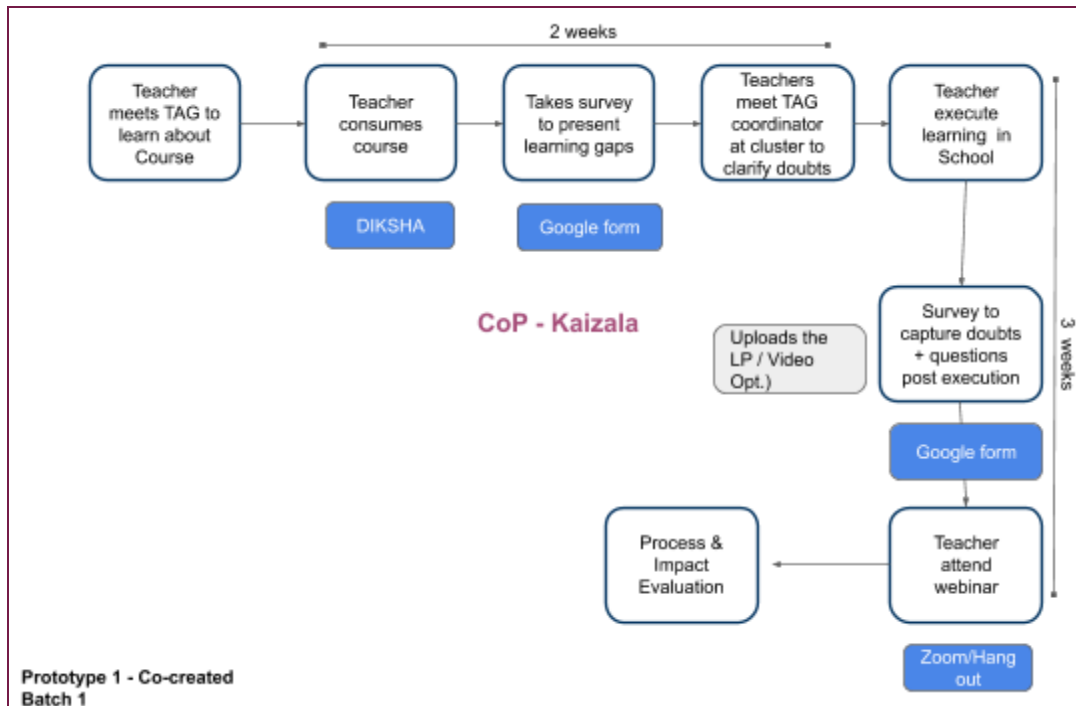 2 weeks
Teacher
meets TAG to
learn about
Course
Teacher
consumes
course
Takes survey
to present
learning gaps
Teachers
meet TAG
coordinator
at cluster to
clarify doubts
Teacher
execute
learning in
School
DIKSHA
Google form
3 weeks
CoP - Kaizala
Uploads the
LP / Video
Opt.)
Survey to
capture doubts
+ questions
post execution
Google form
Process &
Impact
Evaluation
Teacher
attend
webinar
Zoom/Hang
out
Prototype 1 - Co-created
Batch 1